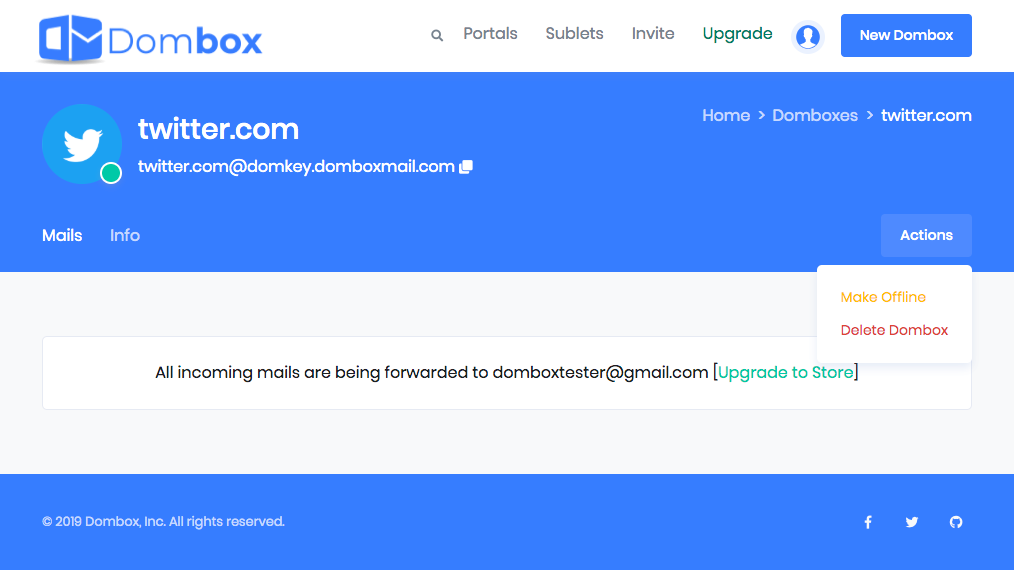 Dombox
Portals Sublets Invite Upgrade New Dombox
twitter.com
Home > Domboxes > twitter.com
twitter.com@domkey.domboxmail.com
Mails Info Actions
Make Offline
Delete Dombox
All incoming mails are being forwarded to domboxtester@gmail.com [Upgrade to Store]
© 2019 Dombox, Inc. All rights reserved.